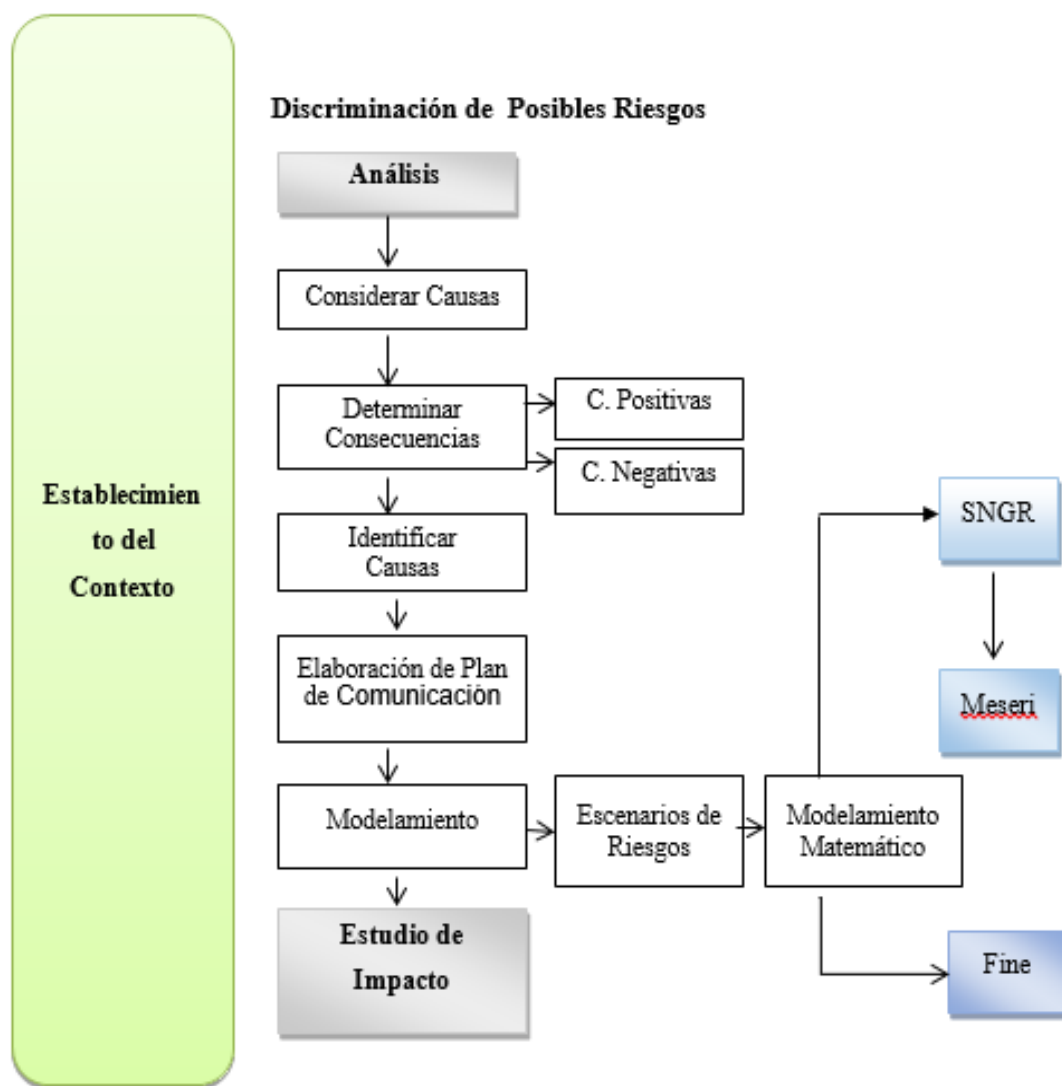 Discriminación de Posibles Riesgos
Análisis
Considerar Causas
Determinar
Consecuencias
C. Positivas
C. Negativas
Establecimien
to del
Contexto
Identificar
Causas
SNGR
Elaboración de Plan
de Comunicación
Meseri
Modelamiento
Escenarios de
Riesgos
Modelamiento
Matemático
Estudio de
Impacto
Fine